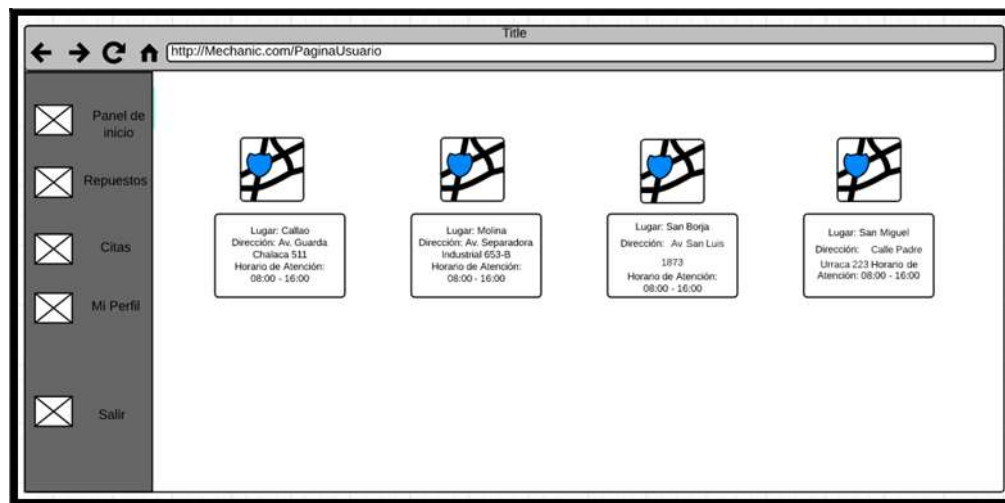 Title
http://Mechanic.com/PaginaUsuario
Panel de
inicio
Repuestos
Citas
Mi Perfil
Salir
Lugar: Callao
Dirección: Av. Guarda
Chalaca 511
Horario de Atención:
08:00 - 16:00
Lugar: Molina
Dirección: Av. Separadora
Industrial 653-B
Horario de Atención:
08:00 - 16:00
Lugar: San Borja
Dirección: Av San Luis
1873
Horario de Atención:
08:00 - 16:00
Lugar: San Miguel
Dirección: Calle Padre
Urraca 223 Horario de
Atención: 08:00 - 16:00